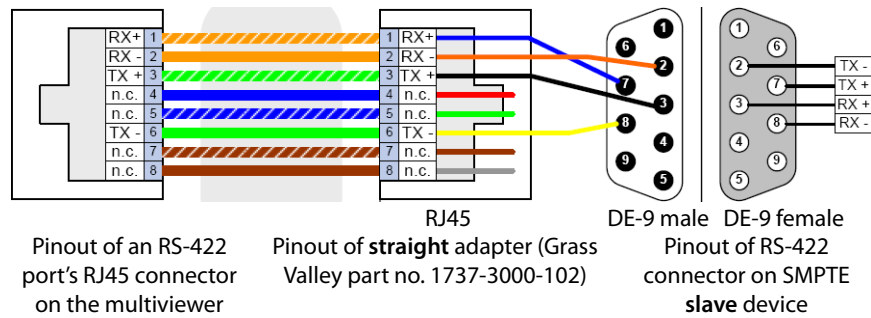 RX+ 1
RX - 2
TX + 3
n.c. 4
n.c. 5
TX - 6
n.c. 7
n.c. 8
1 RX+
2 RX -
3 TX +
4 n.c.
5 n.c.
6 TX -
7 n.c.
8 n.c.
1
6
2
7
3
8
4
9
5
1
6
2
7
3
8
4
9
5
TX -
TX +
RX +
RX -
RJ45
DE-9 male
DE-9 female
Pinout of an RS-422
port's RJ45 connector
on the multiviewer
Pinout of straight adapter (Grass
Valley part no. 1737-3000-102)
Pinout of RS-422
connector on SMPTE
slave device